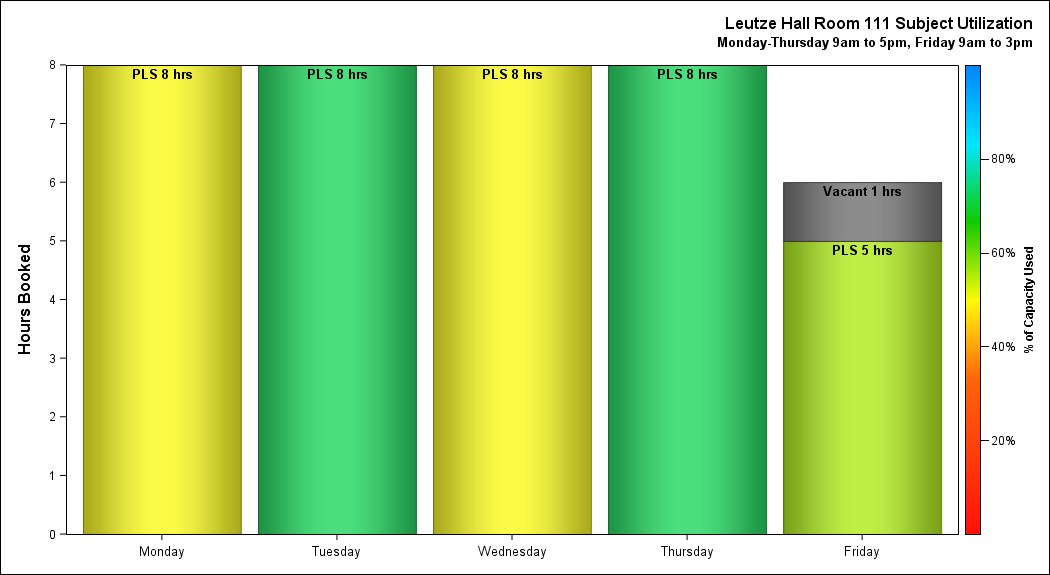 Leutze Hall Room 111 Subject Utilization
Monday-Thursday 9am to 5pm, Friday 9am to 3pm
Hours Booked
8
7
6
5
4
3
2
1
0
PLS 8 hrs
PLS 8 hrs
PLS 8 hrs
PLS 8 hrs
Vacant 1 hrs
PLS 5 hrs
Monday
Tuesday
Wednesday
Thursday
Friday
80%
60%
40%
20%
% of Capacity Used